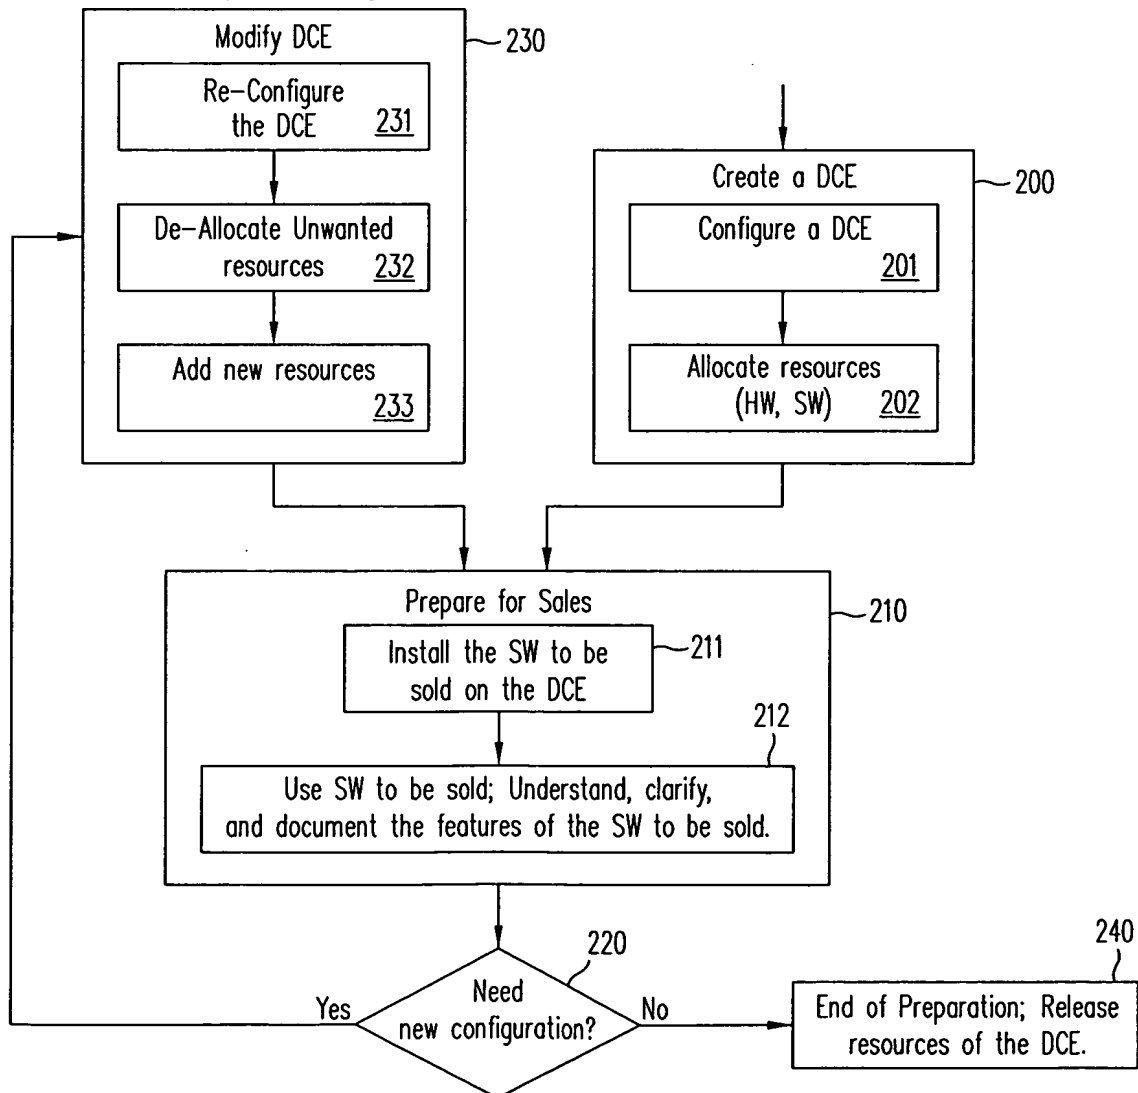 Modify DCE
230
Re-Configure
the DCE 231
De-Allocate Unwanted
resources 232
Add new resources
233
Create a DCE
200
Configure a DCE
201
Allocate resources
(HW, SW) 202
Prepare for Sales
210
Install the SW to be
sold on the DCE
211
212
Use SW to be sold; Understand, clarify,
and document the features of the SW to be sold.
220
Need
new configuration?
Yes
No
240
End of Preparation; Release
resources of the DCE.